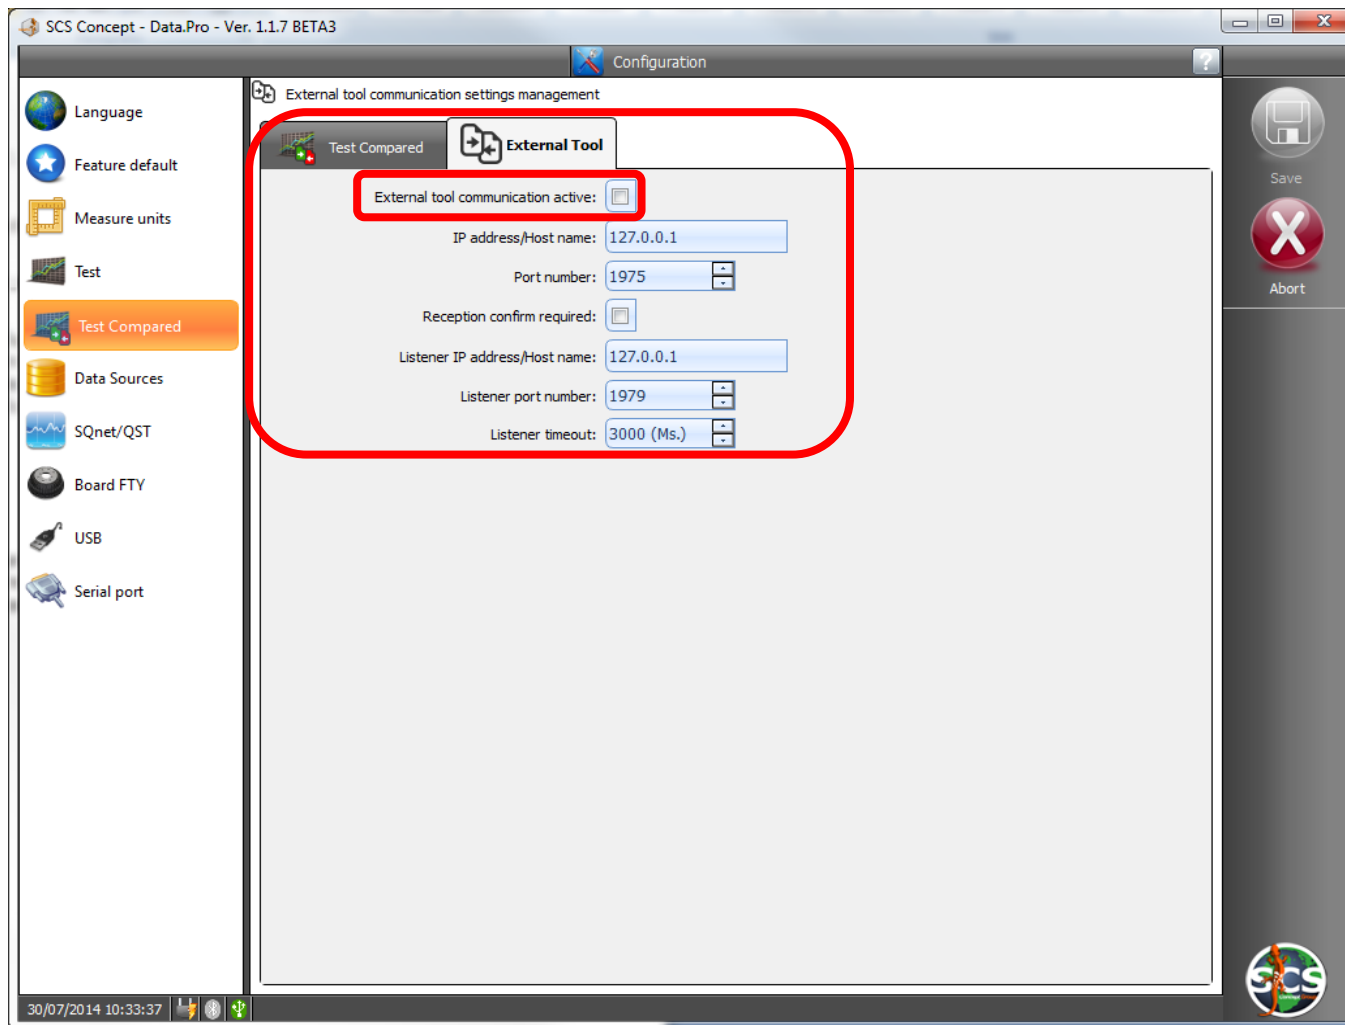 SCS Concept - Data.Pro - Ver. 1.1.7 BETA3
Configuration
?
Language
Feature default
Measure units
Test
Test Compared
Data Sources
SQnet/QST
Board FTY
USB
Serial port
External tool communication settings management
Test Compared
External Tool
External tool communication active:
IP address/Host name: 127.0.0.1
Port number: 1975
Reception confirm required:
Listener IP address/Host name: 127.0.0.1
Listener port number: 1979
Listener timeout: 3000 (Ms.)
Save
Abort
SCS
30/07/2014 10:33:37